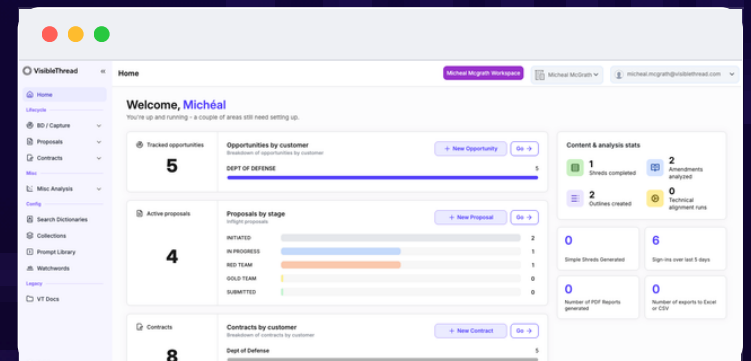 VisibleThread
«
Home
Micheal Mcgrath Workspace
Micheal McGrath
micheal.mcgrath@visiblethread.com
Home
Lifecycle
BD / Capture
Proposals
Contracts
Misc
Misc Analysis
Config
Search Dictionaries
Collections
Prompt Library
Watchwords
Legacy
VT Docs
Welcome, Michéal
You're up and running - a couple of areas still need setting up.
Tracked opportunities
5
Opportunities by customer
Breakdown of opportunities by customer
+ New Opportunity
Go →
DEPT OF DEFENSE 5
Active proposals
4
Proposals by stage
Inflight proposals
+ New Proposal
Go →
INITIATED 2
IN PROGRESS 1
RED TEAM 1
GOLD TEAM 0
SUBMITTED 0
Contracts
8
Contracts by customer
Breakdown of contracts by customer
+ New Contract
Go →
Dept of Defense 5
Content & analysis stats
1
Shreds completed
2
Amendments
analyzed
2
Outlines created
0
Technical
alignment runs
0
Simple Shreds Generated
6
Sign ins over last 5 days
0
Number of PDF Reports
generated
0
Number of exports to Excel
or CSV